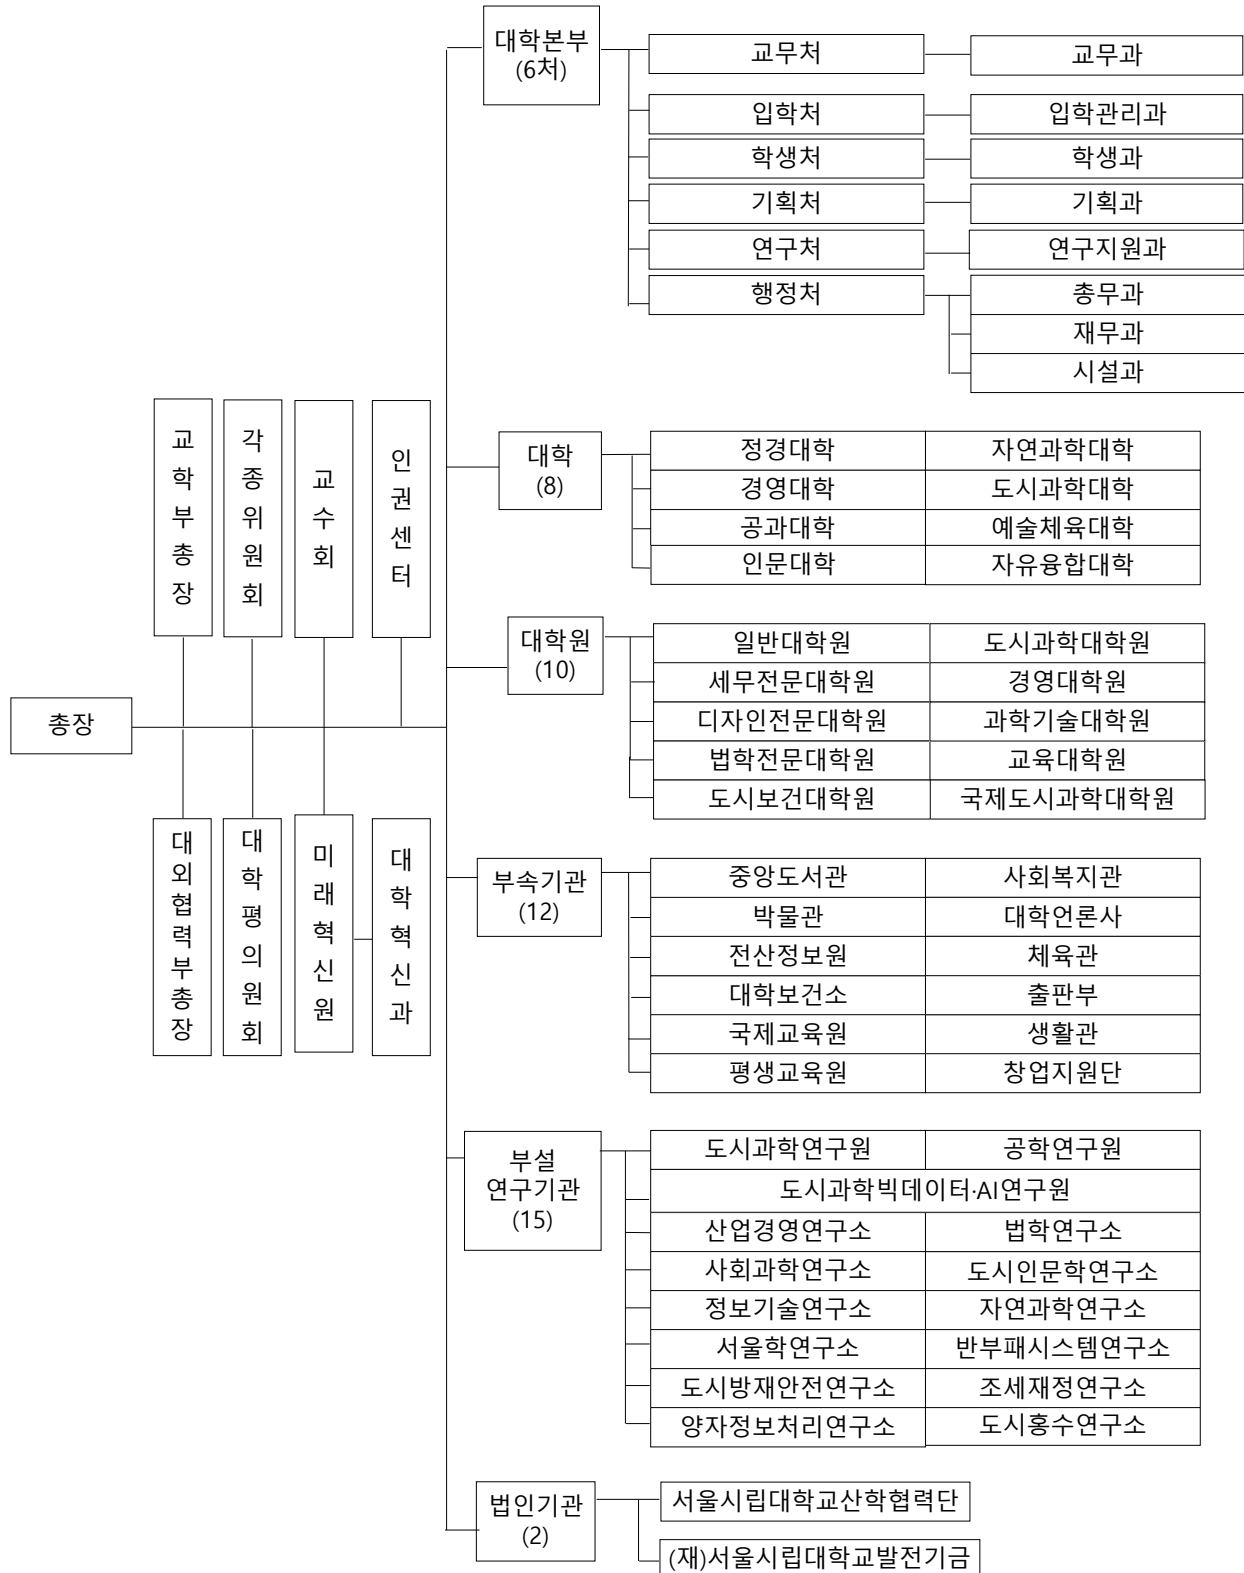 대학본부
(6처)
교무처 교무과
입학처 입학관리과
학생처 학생과
기획처 기획과
연구처 연구지원과
행정처 총무과
재무과
시설과
교학부총장
각종위원회
교수회
인권센터
대학
(8)
정경대학 자연과학대학
경영대학 도시과학대학
공과대학 예술체육대학
인문대학 자유융합대학
대학원
(10)
일반대학원 도시과학대학원
세무전문대학원 경영대학원
디자인전문대학원 과학기술대학원
법학전문대학원 교육대학원
도시보건대학원 국제도시과학대학원
총장
대외협력부총장
대학평의원회
미래혁신원
대학혁신과
부속기관
(12)
중앙도서관 사회복지관
박물관 대학언론사
전산정보원 체육관
대학보건소 출판부
국제교육원 생활관
평생교육원 창업지원단
부설
연구기관
(15)
도시과학연구원 공학연구원
도시과학빅데이터·AI연구원
산업경영연구소 법학연구소
사회과학연구소 도시인문학연구소
정보기술연구소 자연과학연구소
서울학연구소 반부패시스템연구소
도시방재안전연구소 조세재정연구소
양자정보처리연구소 도시홍수연구소
법인기관
(2)
서울시립대학교산학협력단
(재)서울시립대학교발전기금